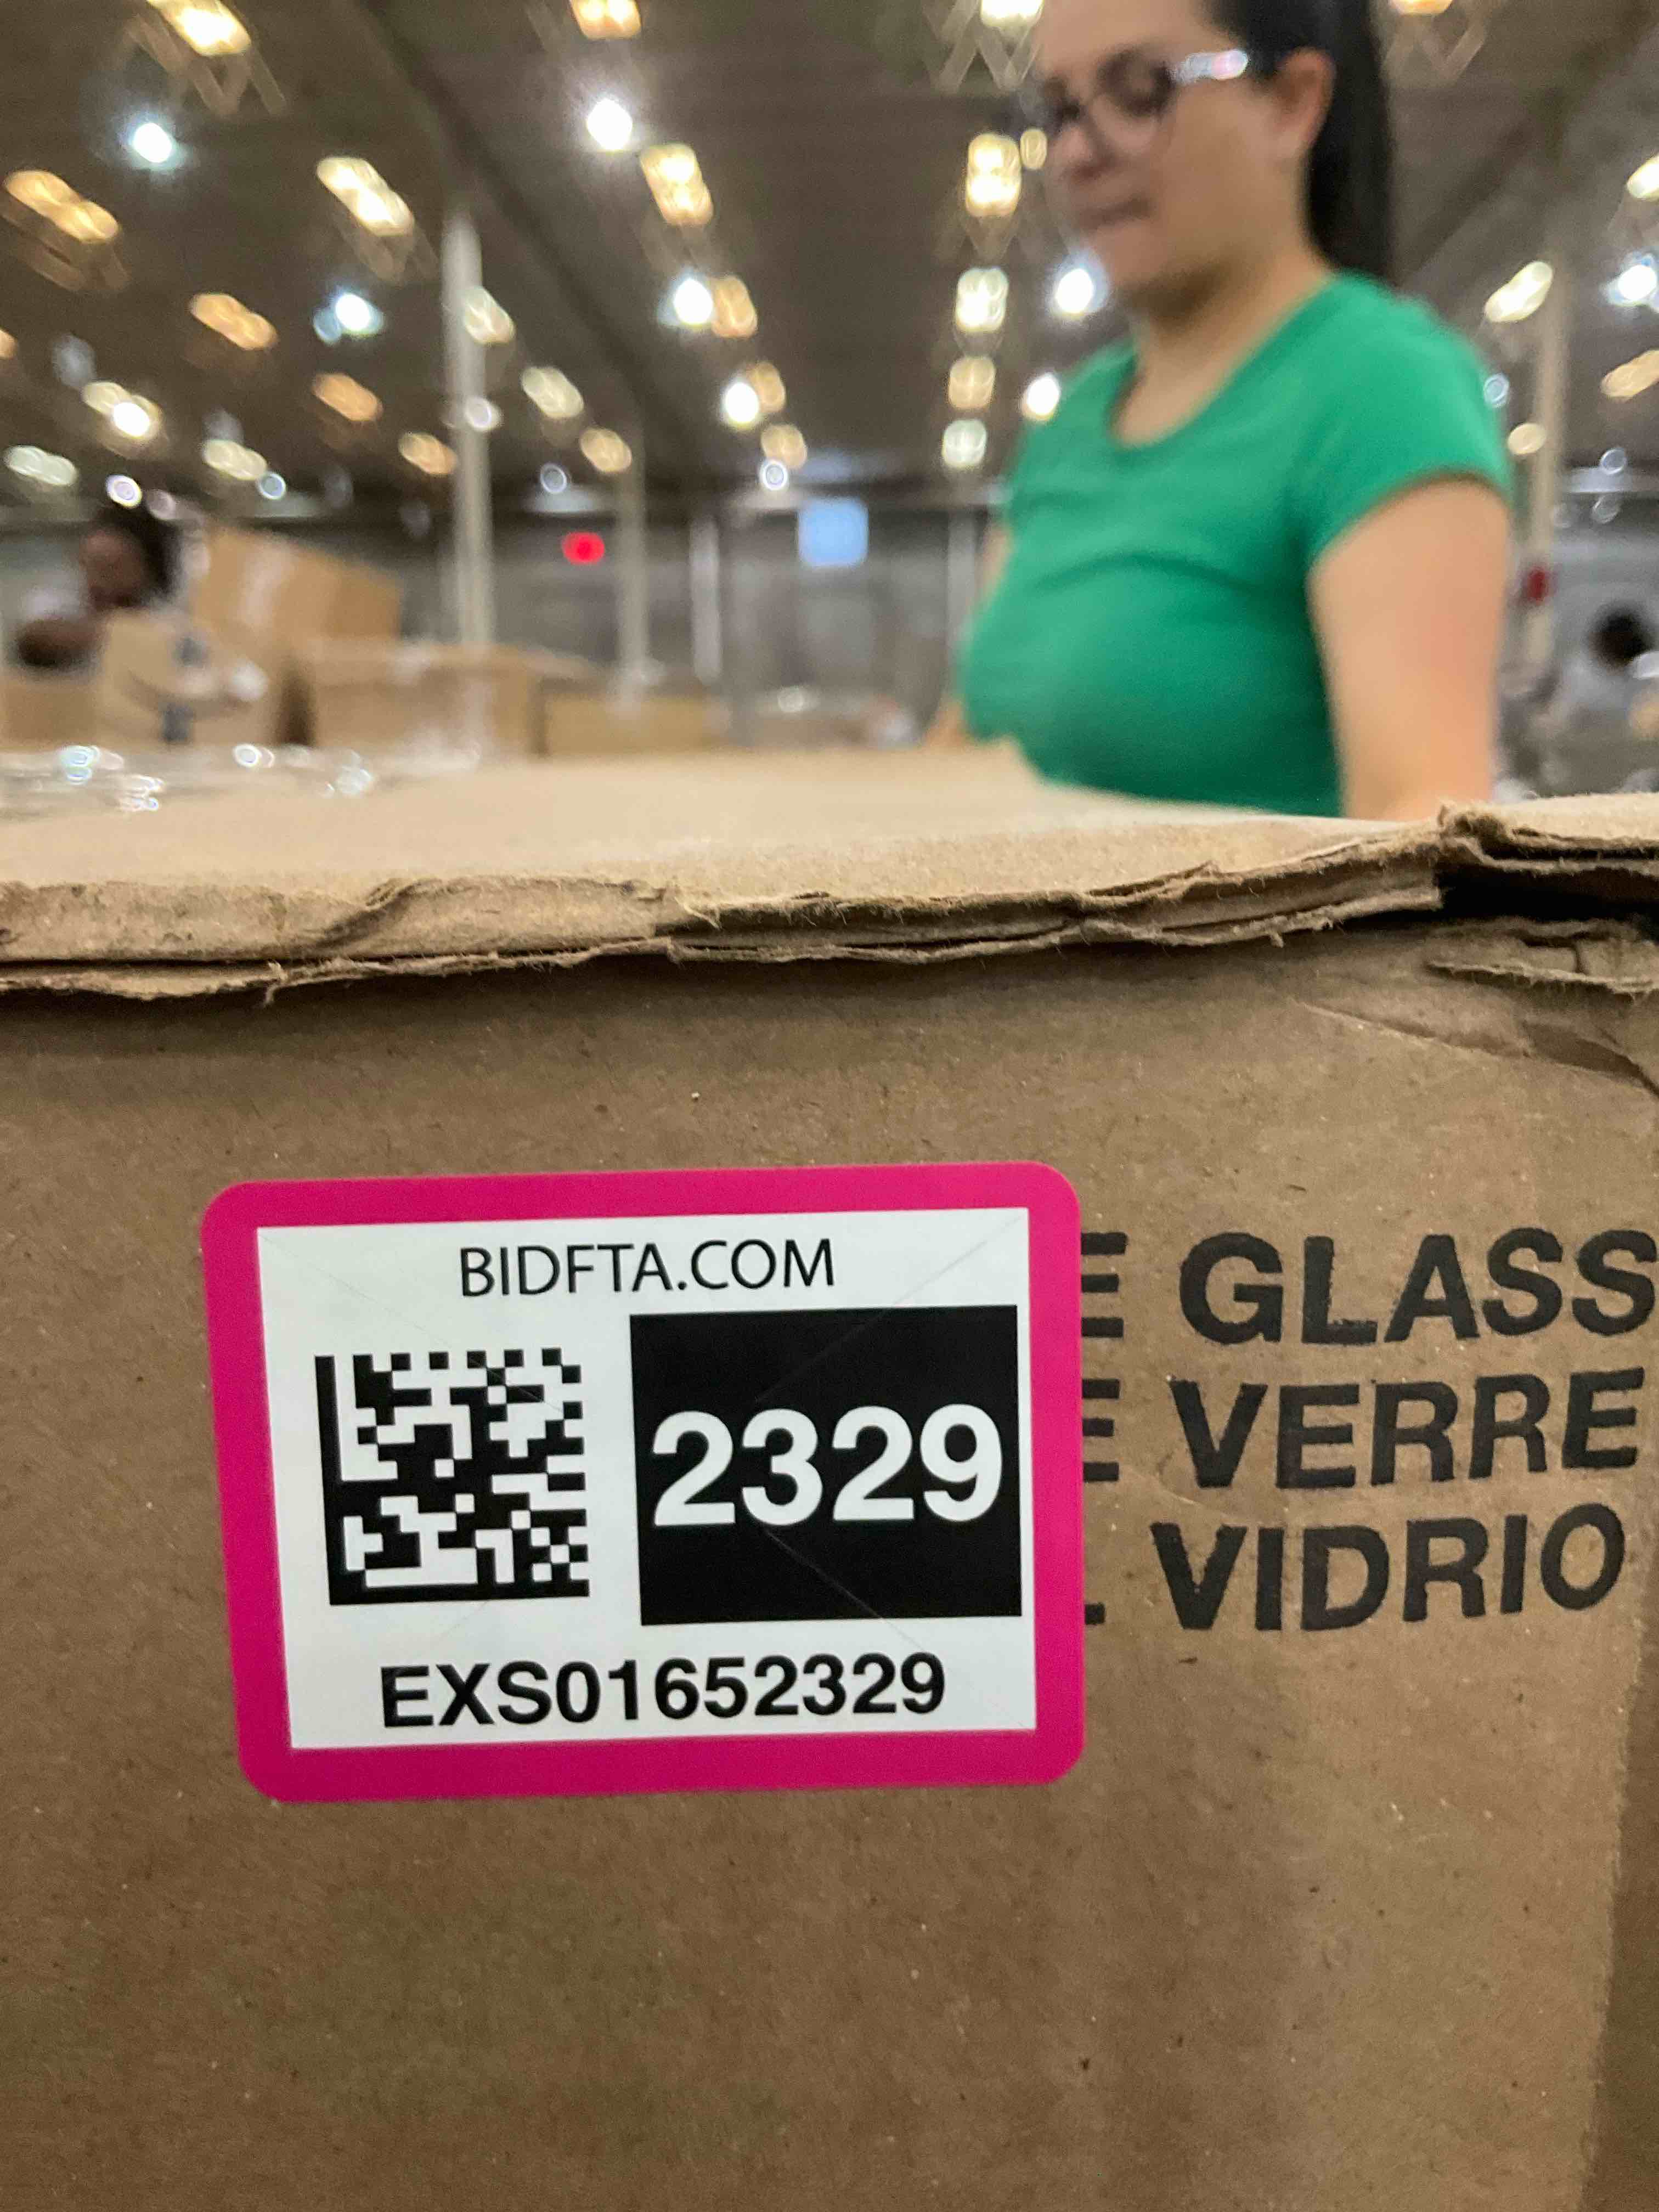 BIDFTA.COM
2329
EXS01652329
GLASS
VERRE
VIDRIO